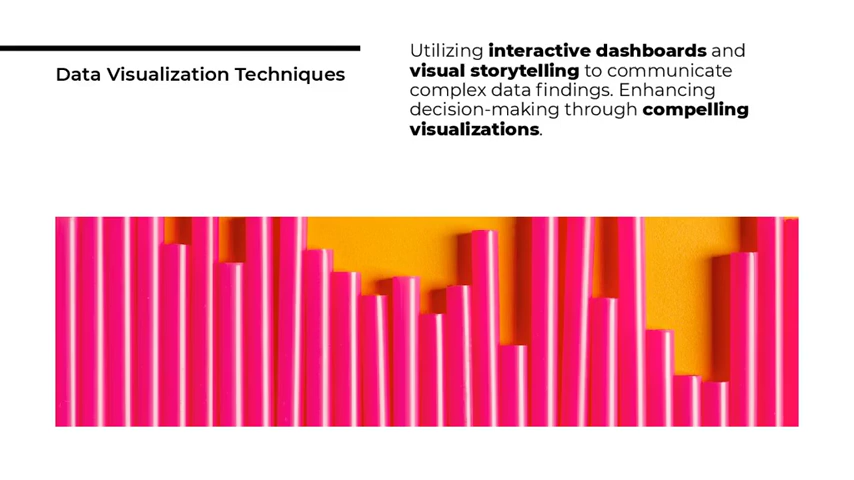 Data Visualization Techniques
Utilizing interactive dashboards and
visual storytelling to communicate
complex data findings. Enhancing
decision-making through compelling
visualizations.